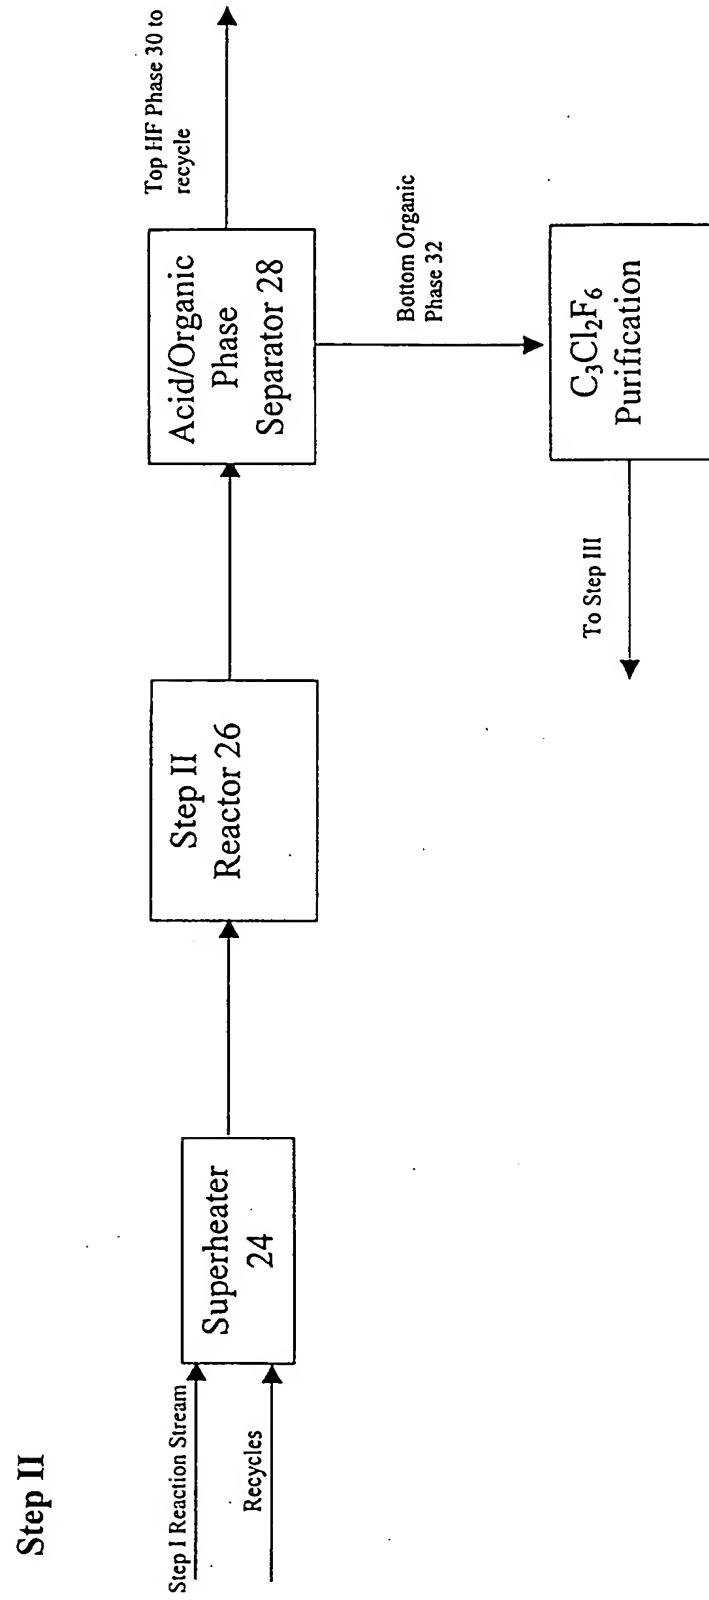 Step II
Step I Reaction Stream
Recycles
Superheater
24
Step II
Reactor 26
Acid/Organic
Phase
Separator 28
Top HF Phase 30 to
recycle
Bottom Organic
Phase 32
C₃Cl₂F₆
Purification
To Step III